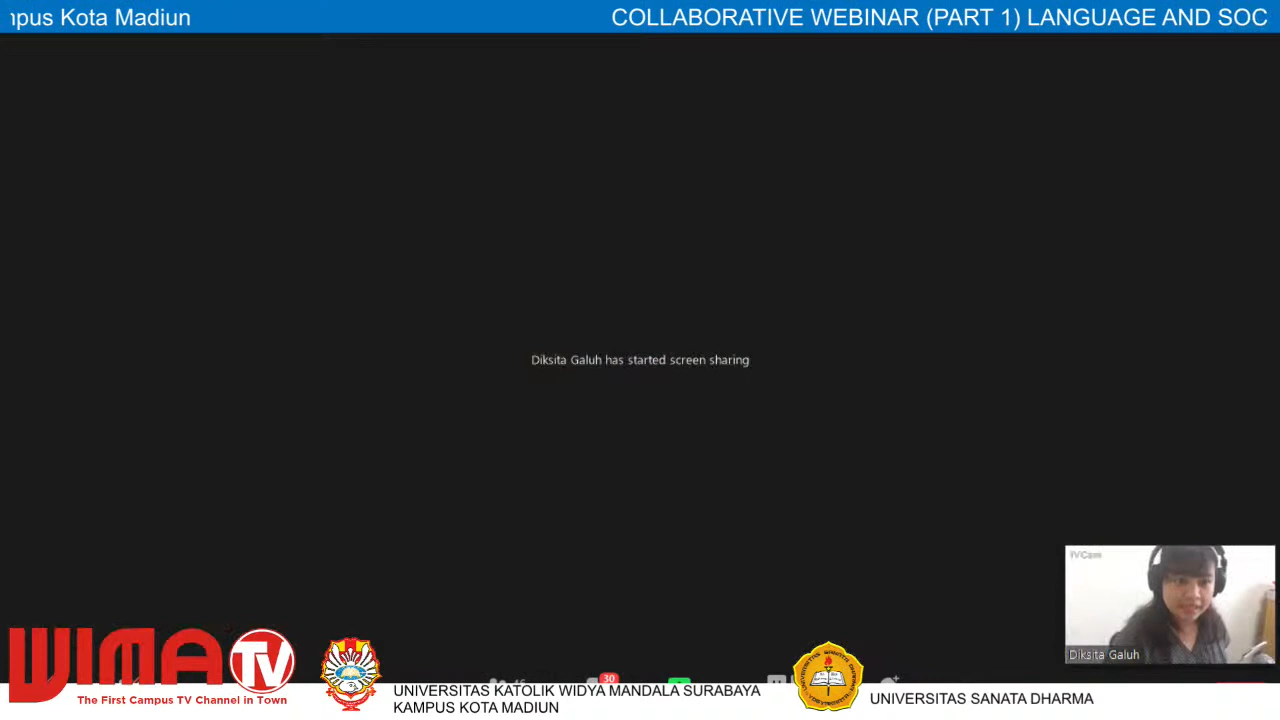 npus Kota Madiun
COLLABORATIVE WEBINAR (PART 1) LANGUAGE AND SOC
Diksita Galuh has started screen sharing
iVCam
Diksita Galuh
WIMA TV
The First Campus TV Channel in Town
30
UNIVERSITAS KATOLIK WIDYA MANDALA SURABAYA
KAMPUS KOTA MADIUN
UNIVERSITAS SANATA DHARMA